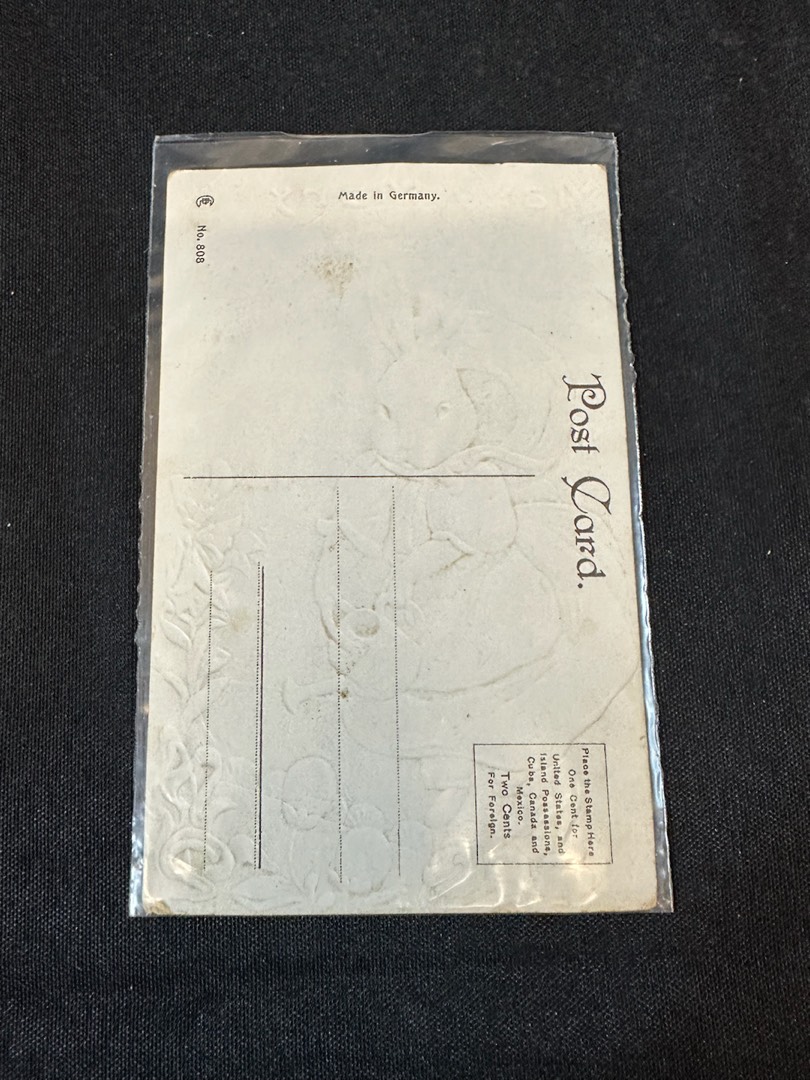 Made in Germany.
No. 808
Post Card.
Place the Stamp Here
One Cent for
United States, and
Island Possessions,
Cuba, Canada and
Mexico.
Two Cents
For Foreign.